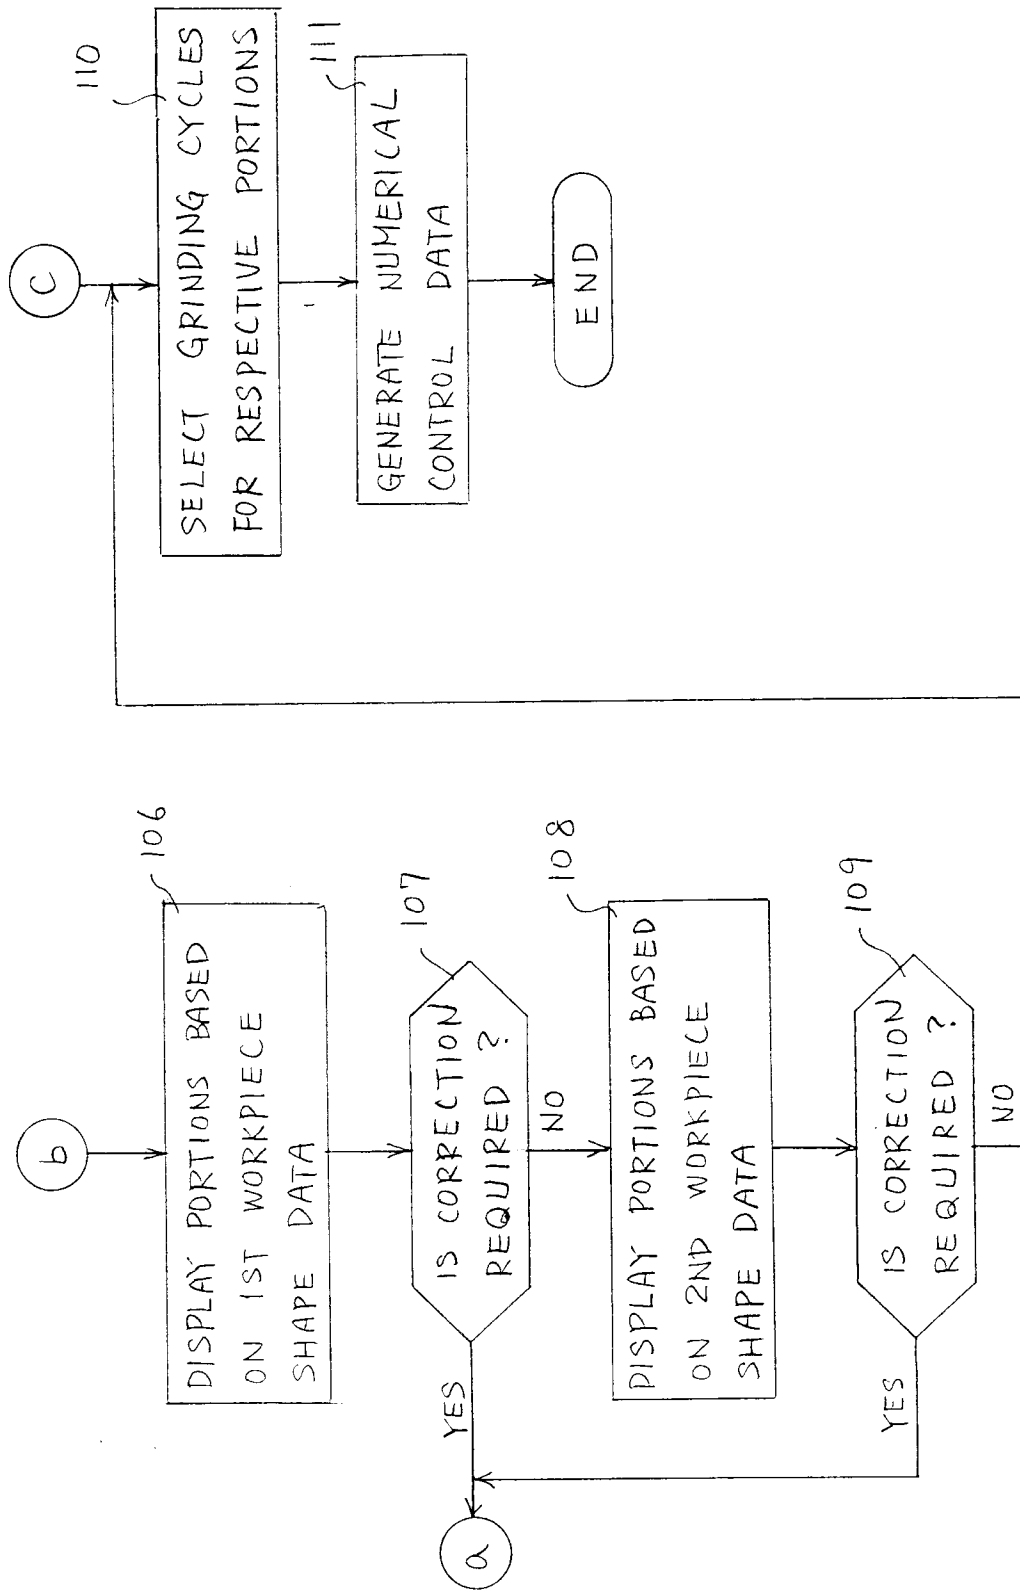 b
106
DISPLAY PORTIONS BASED
ON 1ST WORKPIECE
SHAPE DATA
107
IS CORRECTION
REQUIRED ?
YES
NO
a
108
DISPLAY PORTIONS BASED
ON 2ND WORKPIECE
SHAPE DATA
109
IS CORRECTION
REQUIRED ?
YES
NO
C
110
SELECT GRINDING CYCLES
FOR RESPECTIVE PORTIONS
111
GENERATE NUMERICAL
CONTROL DATA
END